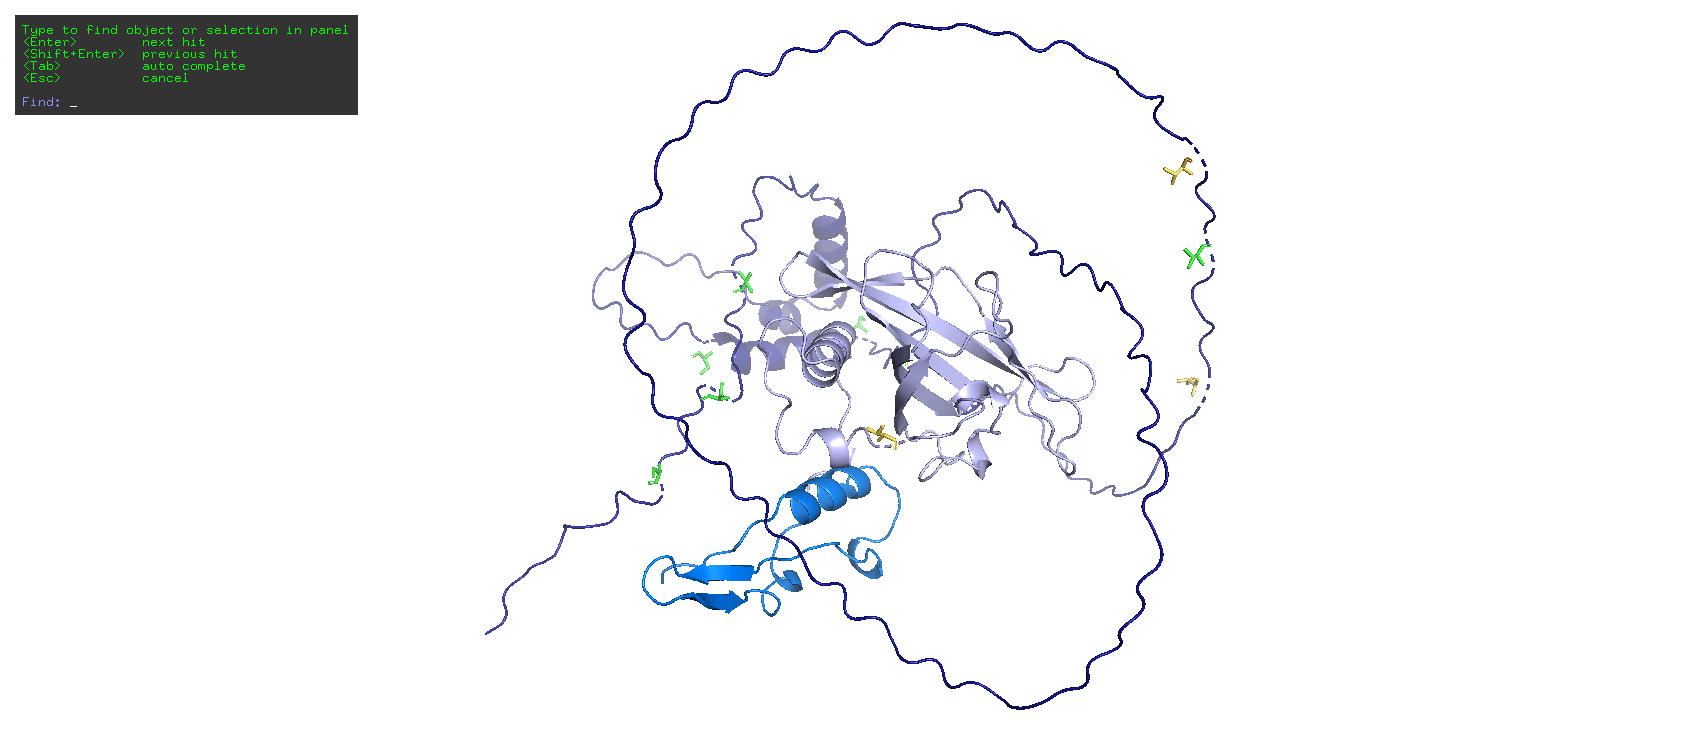 Type to find object or selection in panel
<Enter> next hit
<Shift+Enter> previous hit
<Tab> auto complete
<Esc> cancel
Find: _